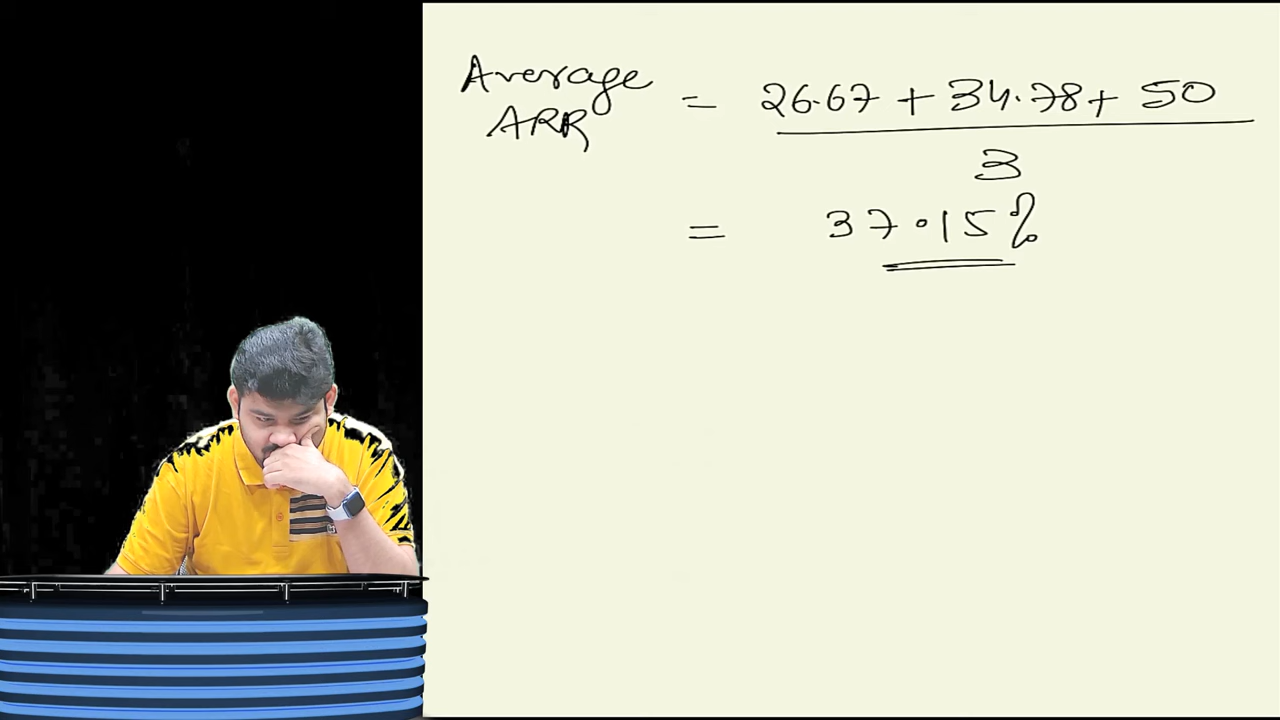 Average
ARR = 26.67 + 34.78 + 50
3
= 37.15%